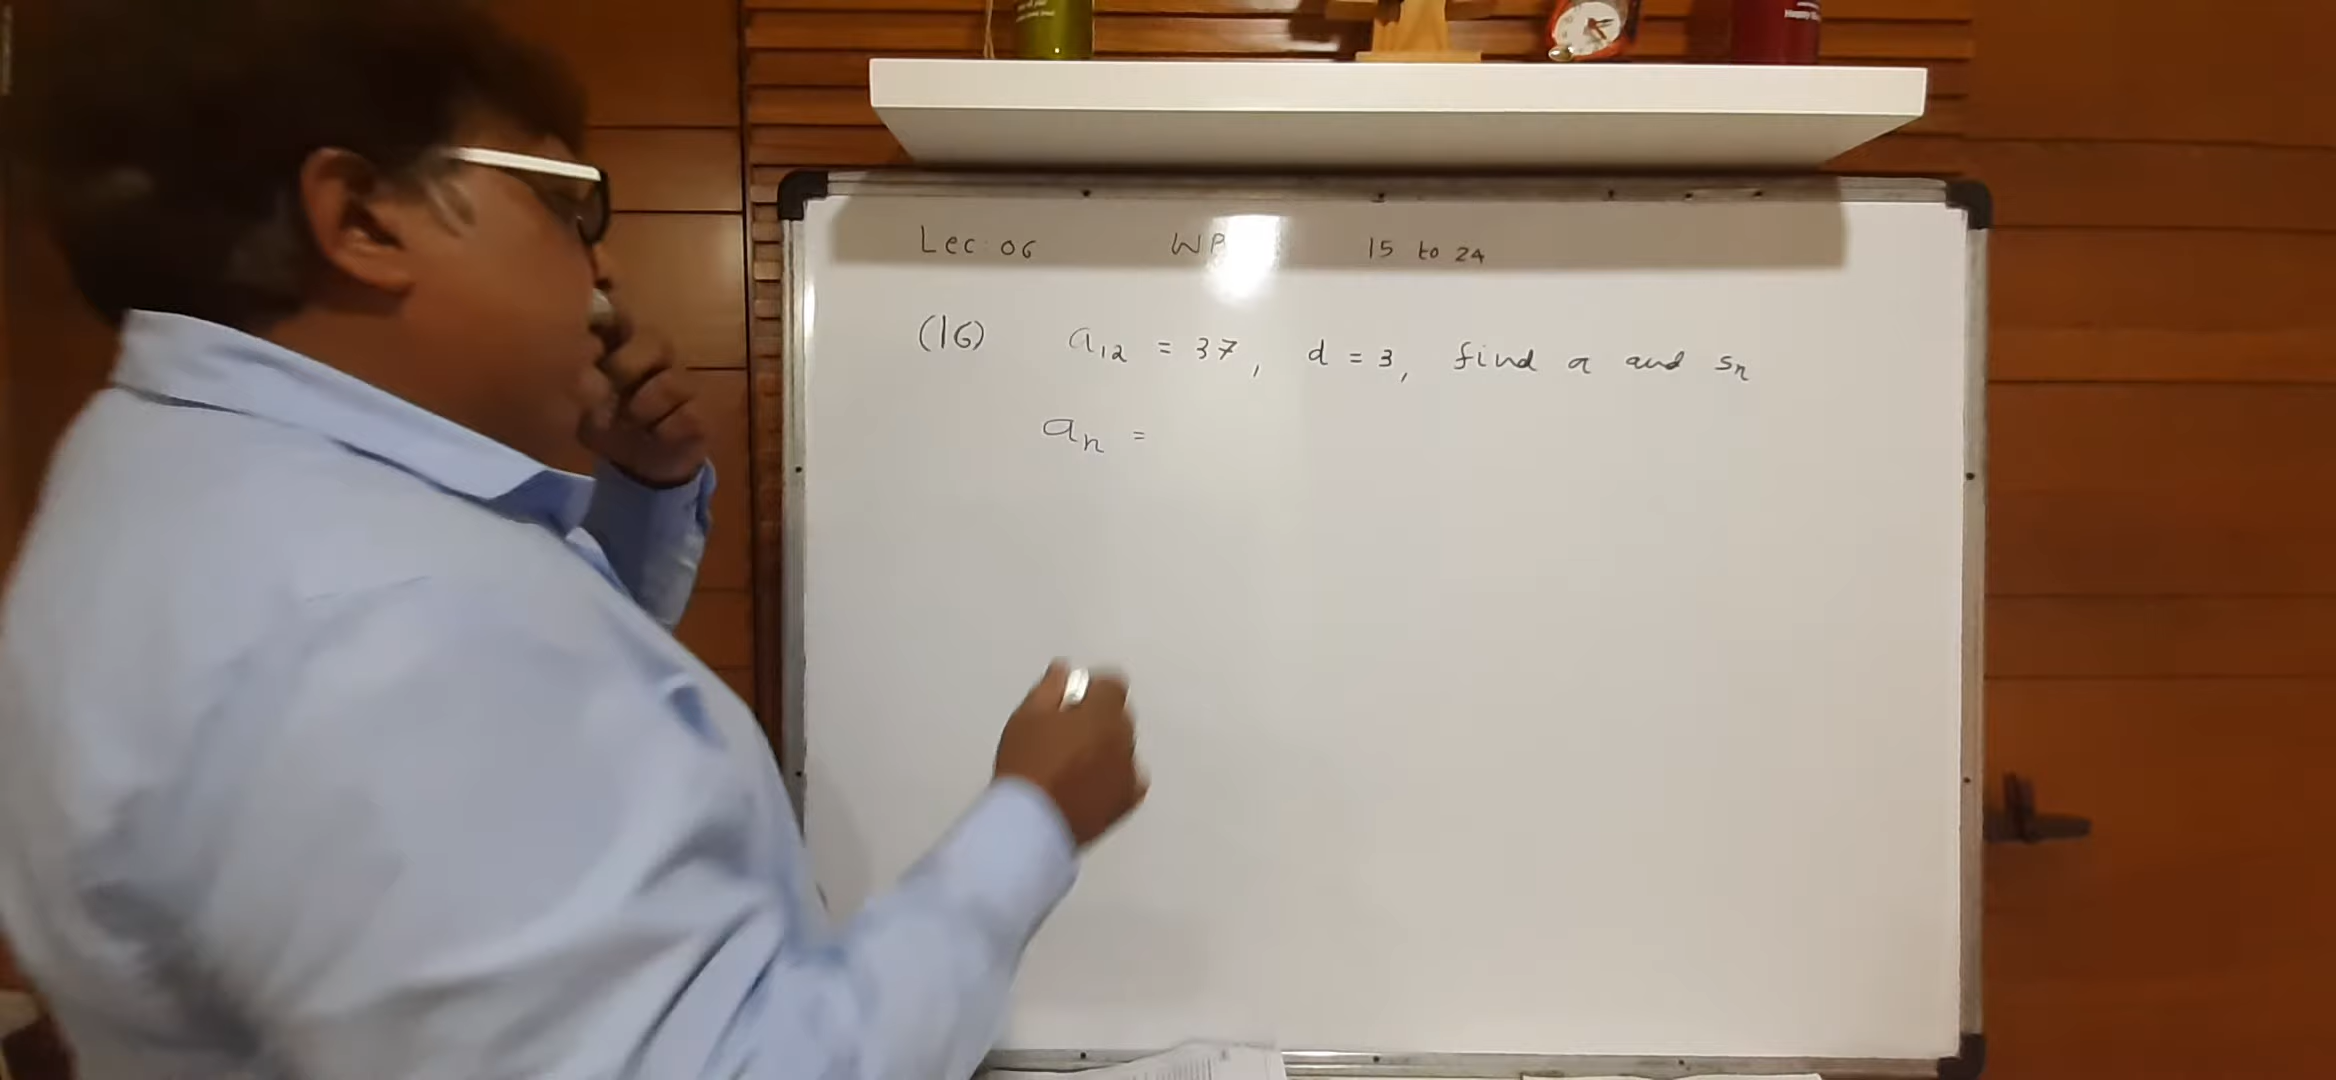 Lec: 06 WP 15 to 24
(16) a12 = 37, d = 3, find a and sn
an =